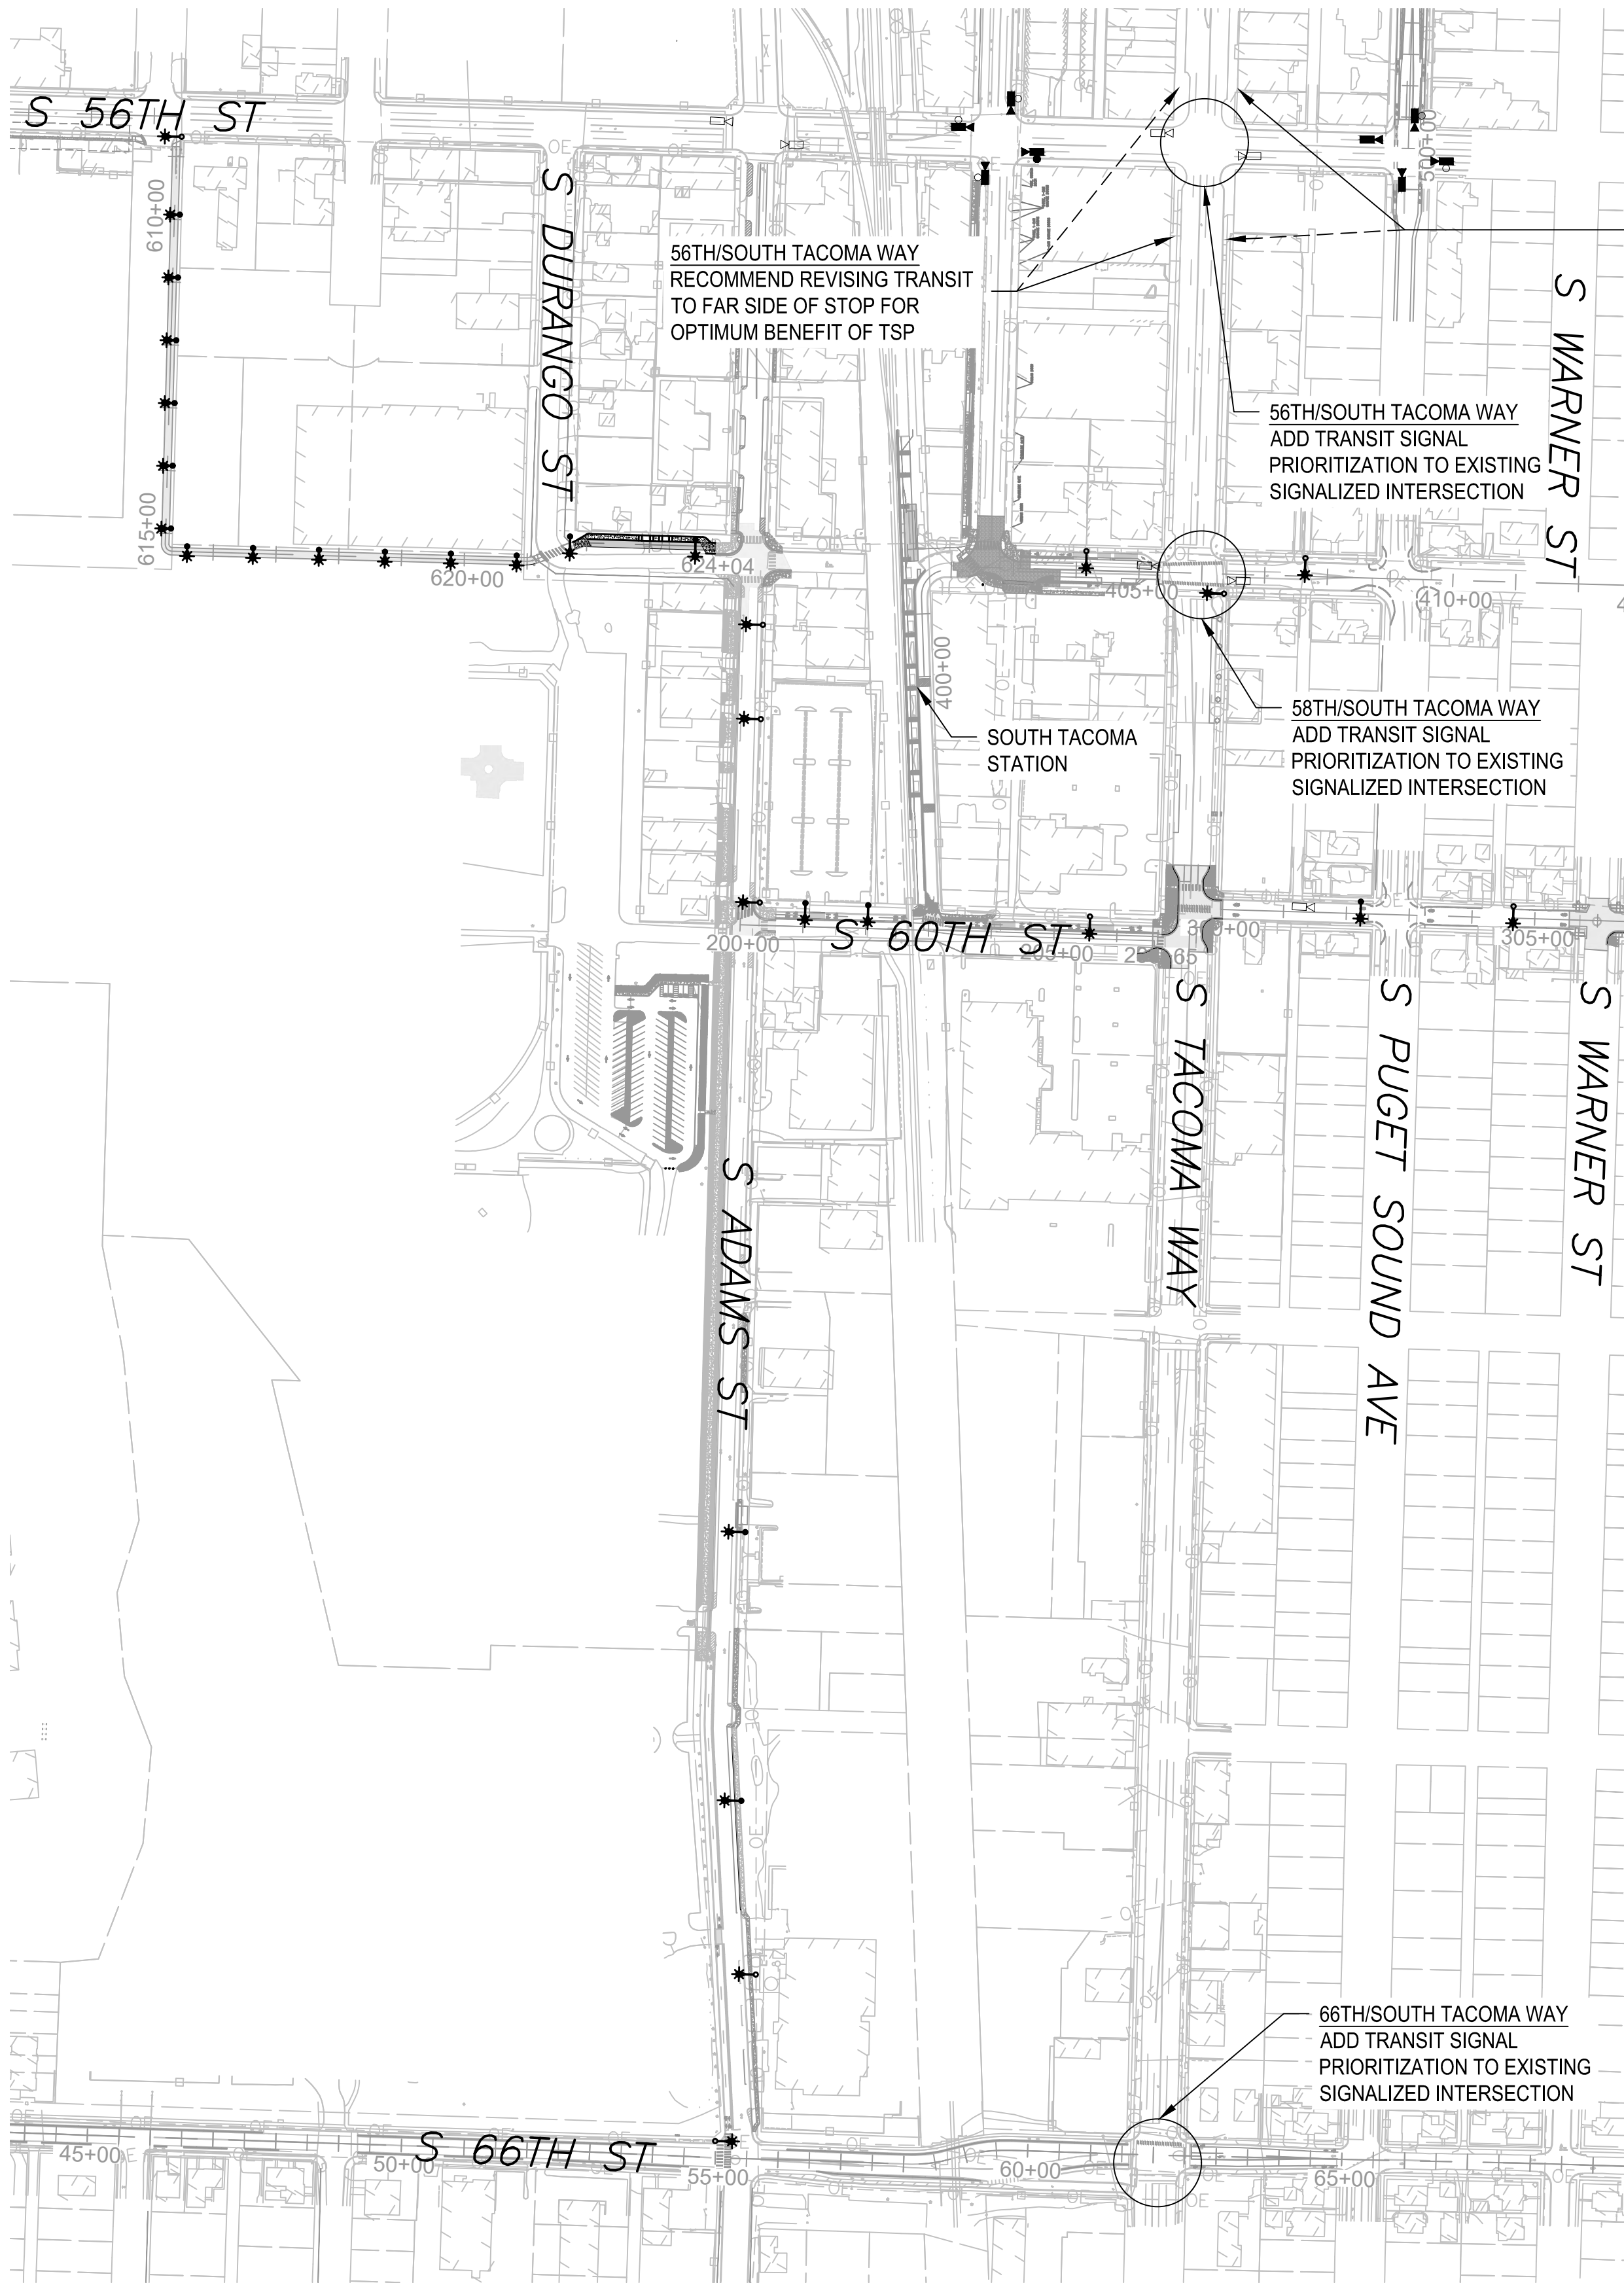 S 56TH ST
500+00
610+00
S DURANGO ST
56TH/SOUTH TACOMA WAY
RECOMMEND REVISING TRANSIT
TO FAR SIDE OF STOP FOR
OPTIMUM BENEFIT OF TSP
S WARNER ST
56TH/SOUTH TACOMA WAY
ADD TRANSIT SIGNAL
PRIORITIZATION TO EXISTING
SIGNALIZED INTERSECTION
615+00
620+00
624+04
405+00
410+00
400+00
58TH/SOUTH TACOMA WAY
ADD TRANSIT SIGNAL
PRIORITIZATION TO EXISTING
SIGNALIZED INTERSECTION
SOUTH TACOMA
STATION
200+00
S 60TH ST
205+00
305+00
S TACOMA WAY
S PUGET SOUND AVE
S WARNER ST
S ADAMS ST
66TH/SOUTH TACOMA WAY
ADD TRANSIT SIGNAL
PRIORITIZATION TO EXISTING
SIGNALIZED INTERSECTION
45+00
50+00
S 66TH ST
55+00
60+00
65+00